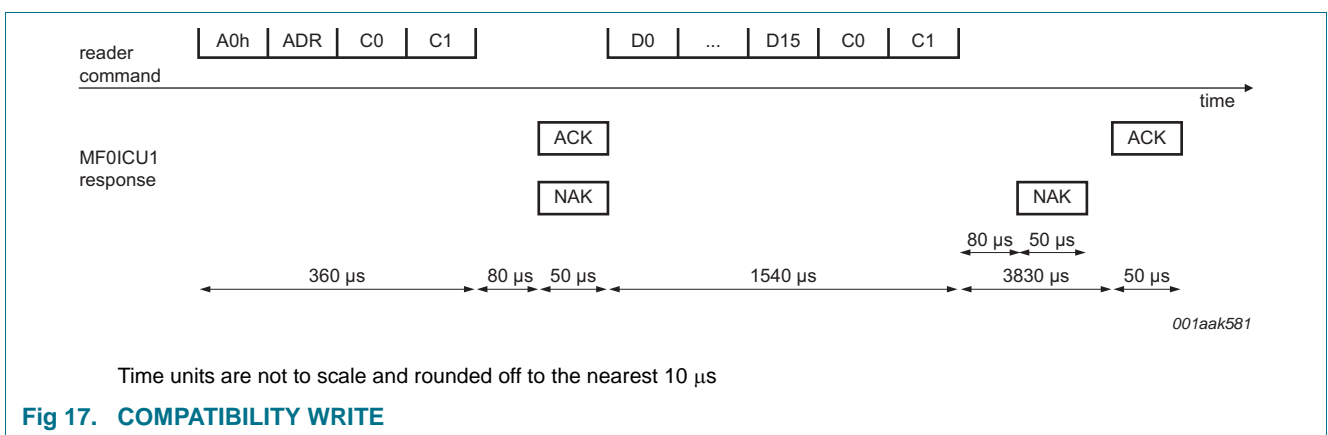 reader command
A0h ADR C0 C1 D0 ... D15 C0 C1
time
MF0ICU1 response
ACK ACK
NAK NAK
80 μs 50 μs
360 μs 80 μs 50 μs 1540 μs 3830 μs 50 μs
001aak581
Time units are not to scale and rounded off to the nearest 10 μs
Fig 17. COMPATIBILITY WRITE